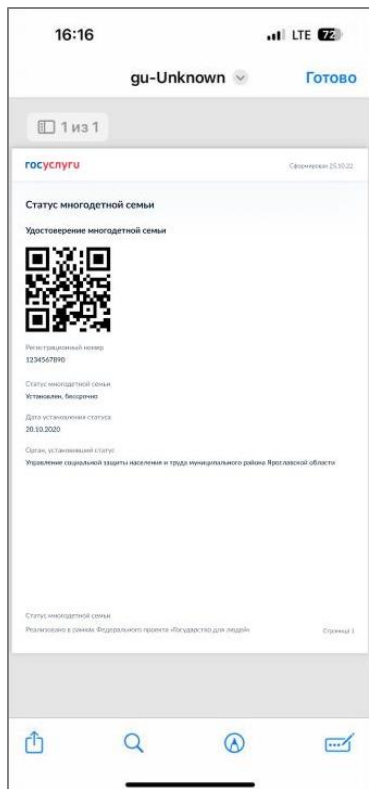 16:16
LTE 72
gu-Unknown
Готово
1 из 1
госуслуги
Сформирован 25.10.22
Статус многодетной семьи
Удостоверение многодетной семьи
Регистрационный номер
1234567890
Статус многодетной семьи
Установлен, бессрочно
Дата установления статуса
20.10.2020
Орган, установивший статус
Управление социальной защиты населения и труда муниципального района Ярославской области
Статус многодетной семьи
Реализовано в рамках Федерального проекта «Государство для людей»
Страница 1